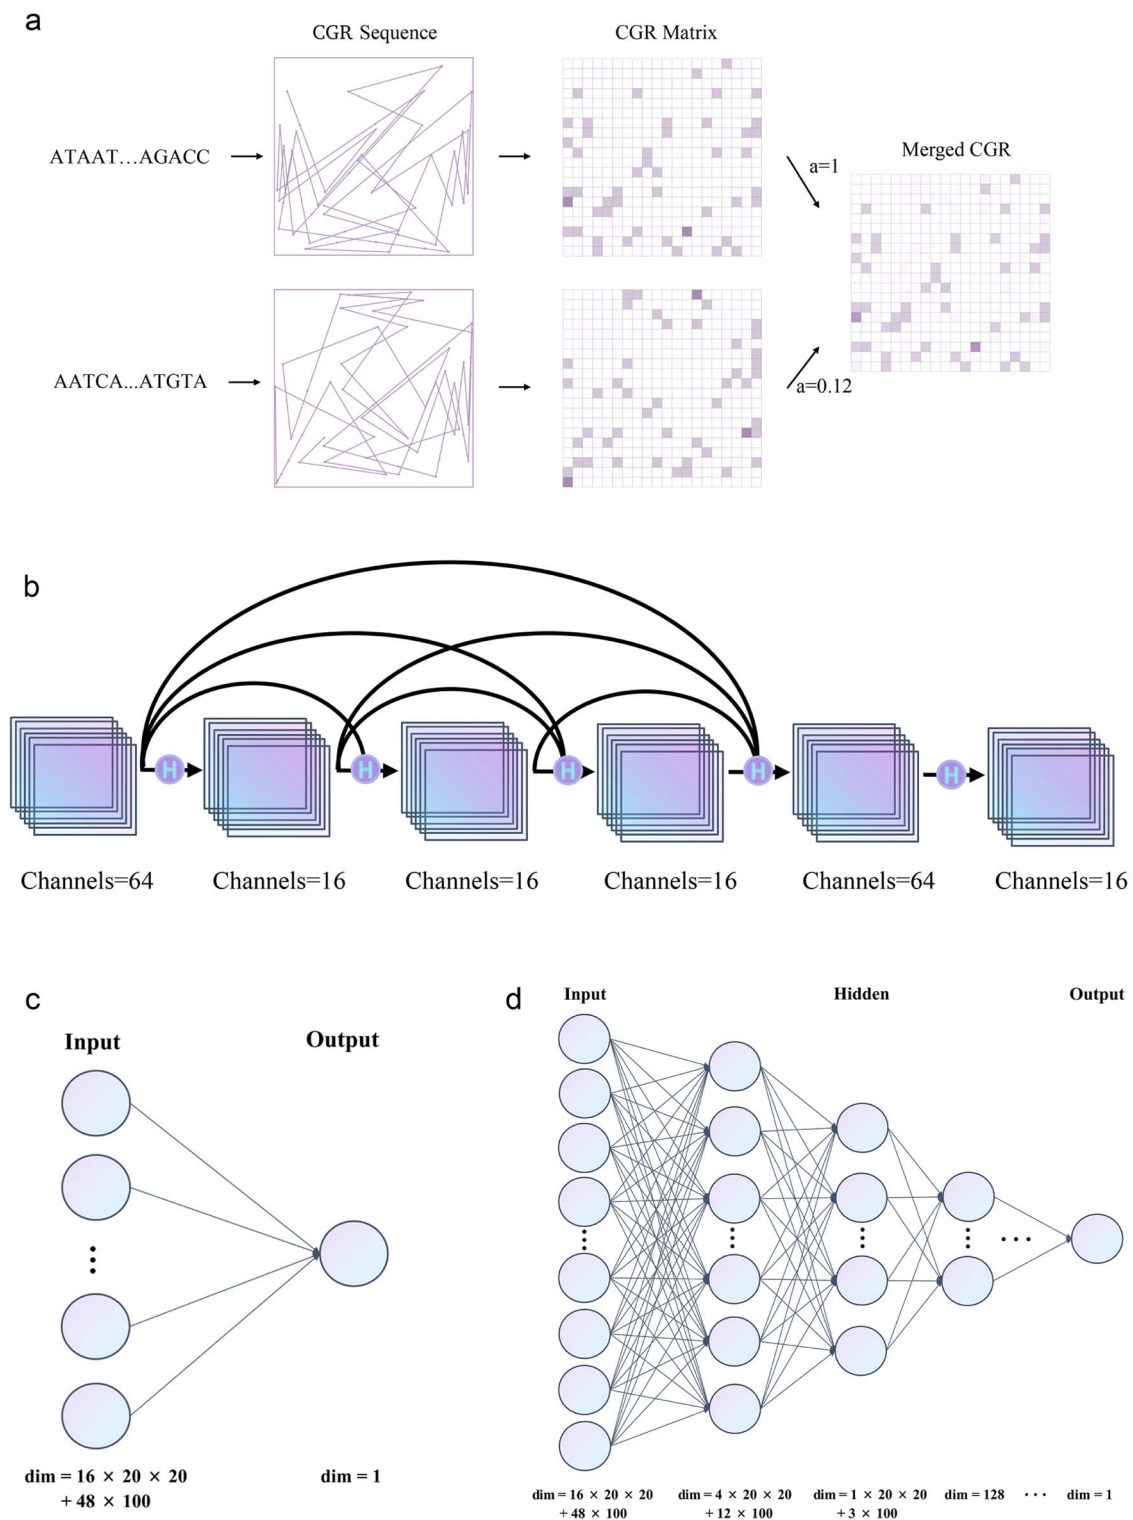 a
CGR Sequence
CGR Matrix
ATAAT…AGACC
Merged CGR
a=1
AATCA...ATGTA
a=0.12
b
H H H H H
Channels=64 Channels=16 Channels=16 Channels=16 Channels=64 Channels=16
c
Input
Output
dim = 16 × 20 × 20
+ 48 × 100
dim = 1
d
Input
Hidden
Output
dim = 16 × 20 × 20
+ 48 × 100
dim = 4 × 20 × 20
+ 12 × 100
dim = 1 × 20 × 20
+ 3 × 100
dim = 128
dim = 1